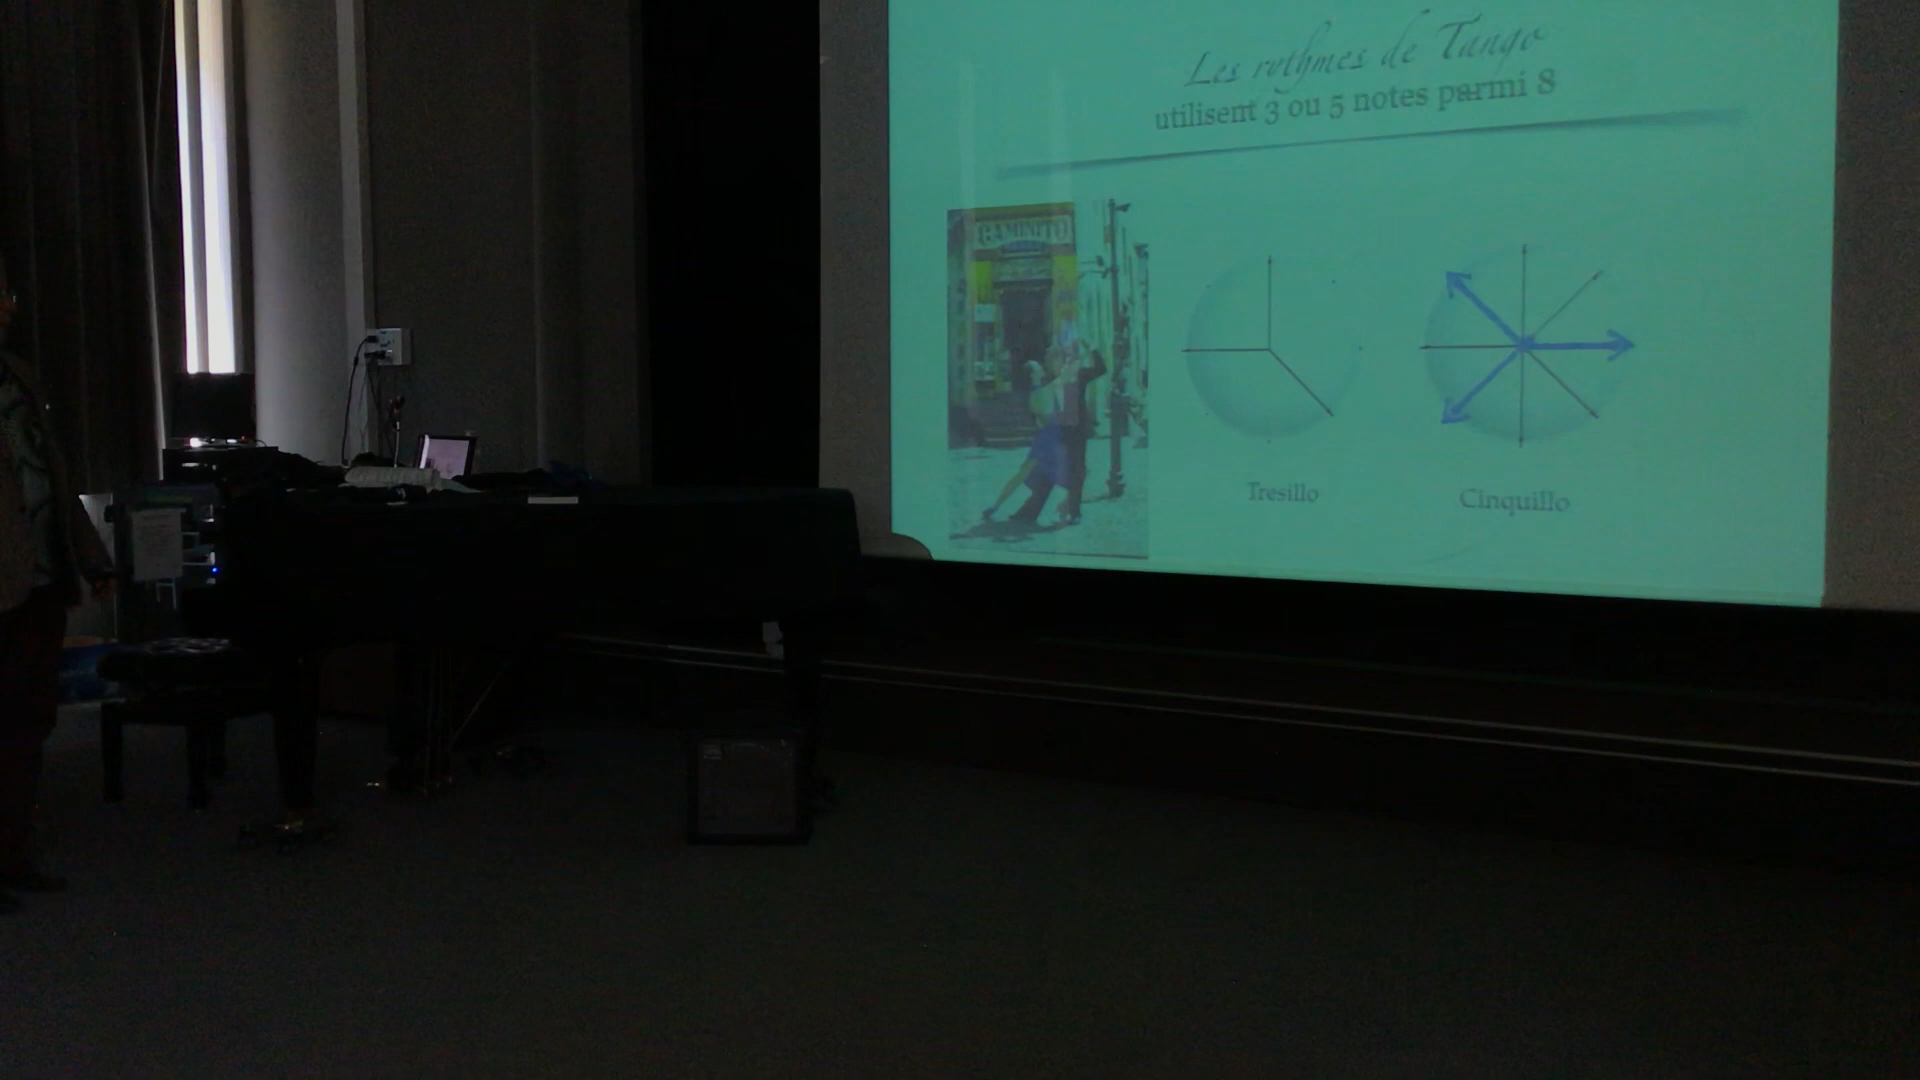 Les rythmes de Tango
utilisent 3 ou 5 notes parmi 8
CAMINITO
Tresillo
Cinquillo